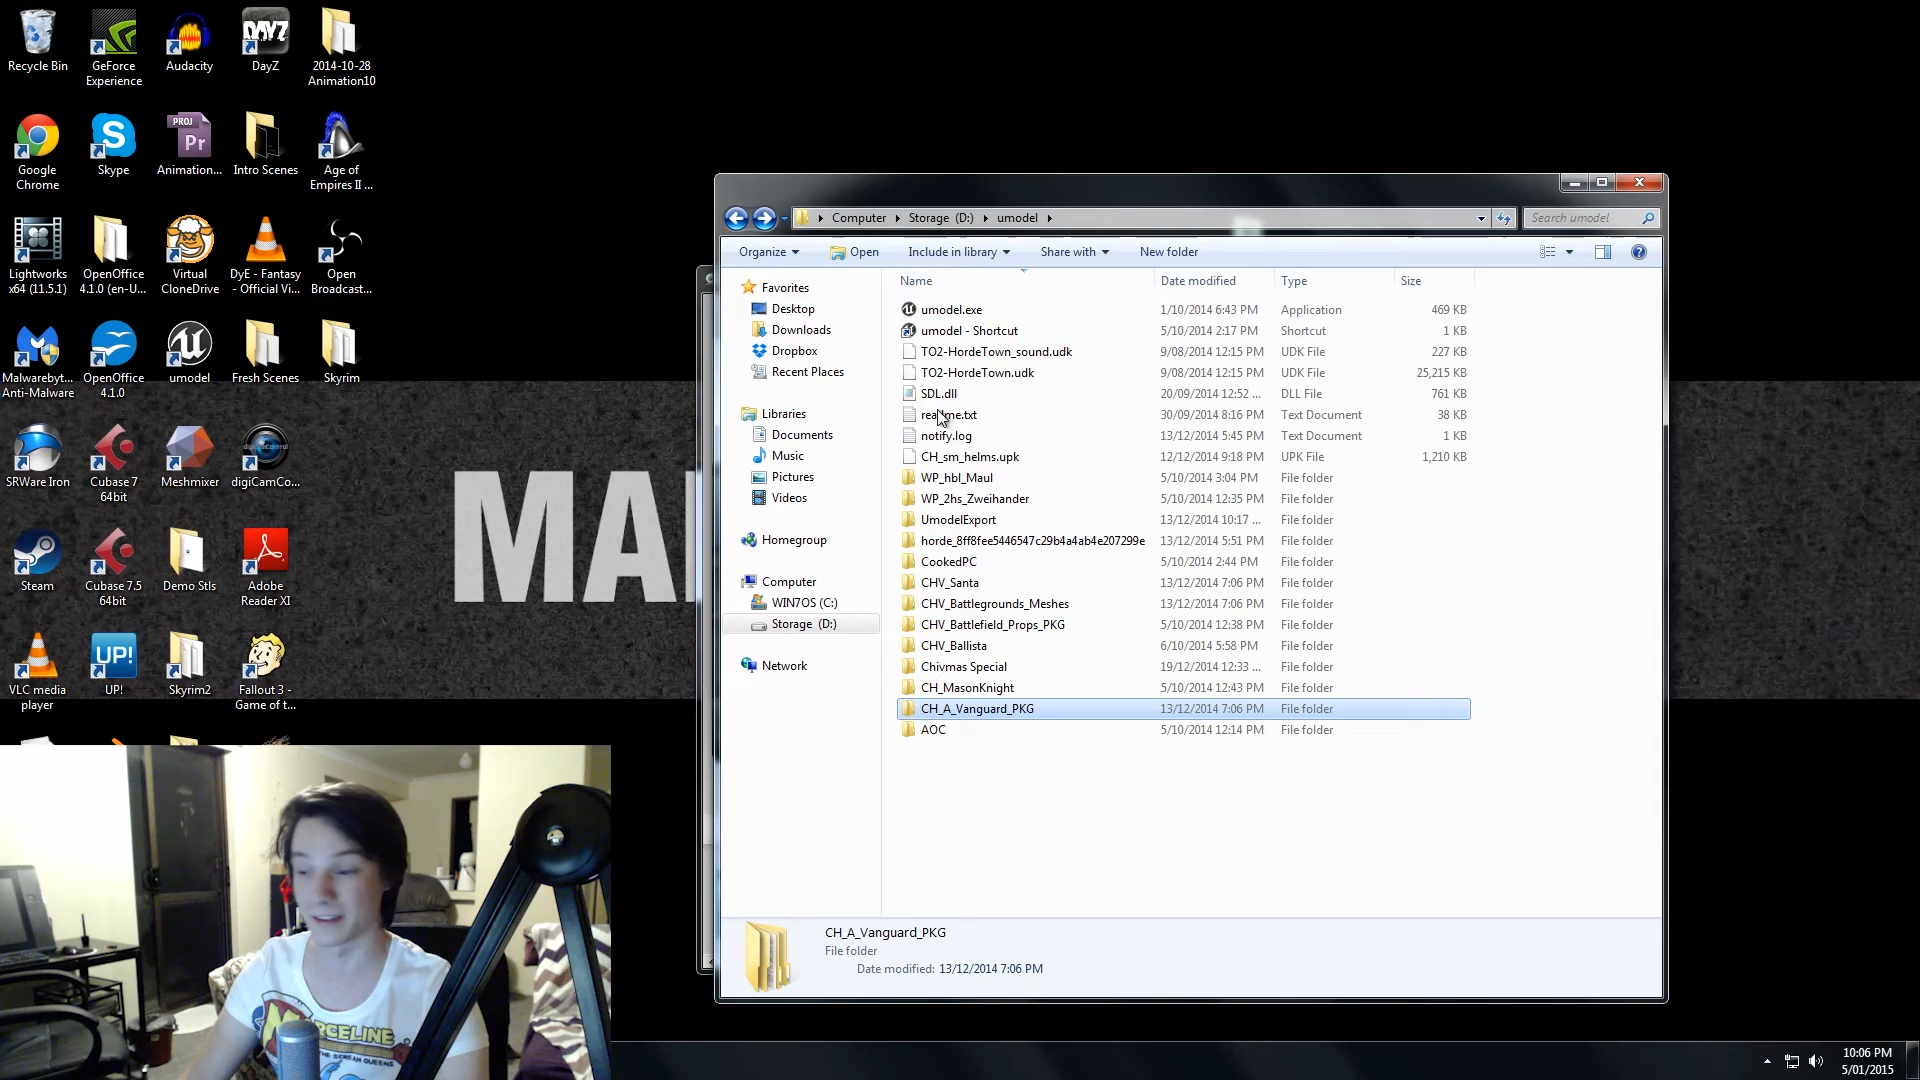 Recycle Bin
GeForce
Experience
Audacity
DAYZ
DayZ
2014-10-28
Animation10
Google
Chrome
Skype
PROJ
Pr
Animation...
Intro Scenes
Age of
Empires II ...
Lightworks
x64 (11.5.1)
OpenOffice
4.1.0 (en-U...
Virtual
CloneDrive
DyE - Fantasy
- Official Vi...
Open
Broadcast...
Malwarebyt...
Anti-Malware
OpenOffice
4.1.0
umodel
Fresh Scenes
Skyrim
SRWare Iron
Cubase 7
64bit
Meshmixer
digiCamCo...
Steam
Cubase 7.5
64bit
Demo Stls
Adobe
Reader XI
VLC media
player
UP!
UP!
Skyrim2
Fallout 3 -
Game of t...
MA
Computer
Storage (D:)
umodel
Search umodel
Organize
Open
Include in library
Share with
New folder
Favorites
Desktop
Downloads
Dropbox
Recent Places
Libraries
Documents
Music
Pictures
Videos
Homegroup
Computer
WIN7OS (C:)
Storage (D:)
Network
Name Date modified Type Size
umodel.exe 1/10/2014 6:43 PM Application 469 KB
umodel - Shortcut 5/10/2014 2:17 PM Shortcut 1 KB
TO2-HordeTown_sound.udk 9/08/2014 12:15 PM UDK File 227 KB
TO2-HordeTown.udk 9/08/2014 12:15 PM UDK File 25,215 KB
SDL.dll 20/09/2014 12:52 ... DLL File 761 KB
readme.txt 30/09/2014 8:16 PM Text Document 38 KB
notify.log 13/12/2014 5:45 PM Text Document 1 KB
CH_sm_helms.upk 12/12/2014 9:18 PM UPK File 1,210 KB
WP_hbl_Maul 5/10/2014 3:04 PM File folder
WP_2hs_Zweihander 5/10/2014 12:35 PM File folder
UmodelExport 13/12/2014 10:17 ... File folder
horde_8ff8fee5446547c29b4a4ab4e207299e 13/12/2014 5:51 PM File folder
CookedPC 5/10/2014 2:44 PM File folder
CHV_Santa 13/12/2014 7:06 PM File folder
CHV_Battlegrounds_Meshes 13/12/2014 7:06 PM File folder
CHV_Battlefield_Props_PKG 5/10/2014 12:38 PM File folder
CHV_Ballista 6/10/2014 5:58 PM File folder
Chivmas Special 19/12/2014 12:33 ... File folder
CH_MasonKnight 5/10/2014 12:43 PM File folder
CH_A_Vanguard_PKG 13/12/2014 7:06 PM File folder
AOC 5/10/2014 12:14 PM File folder
CH_A_Vanguard_PKG
File folder
Date modified: 13/12/2014 7:06 PM
MARCELINE
THE SCREAM QUEENS
10:06 PM
5/01/2015